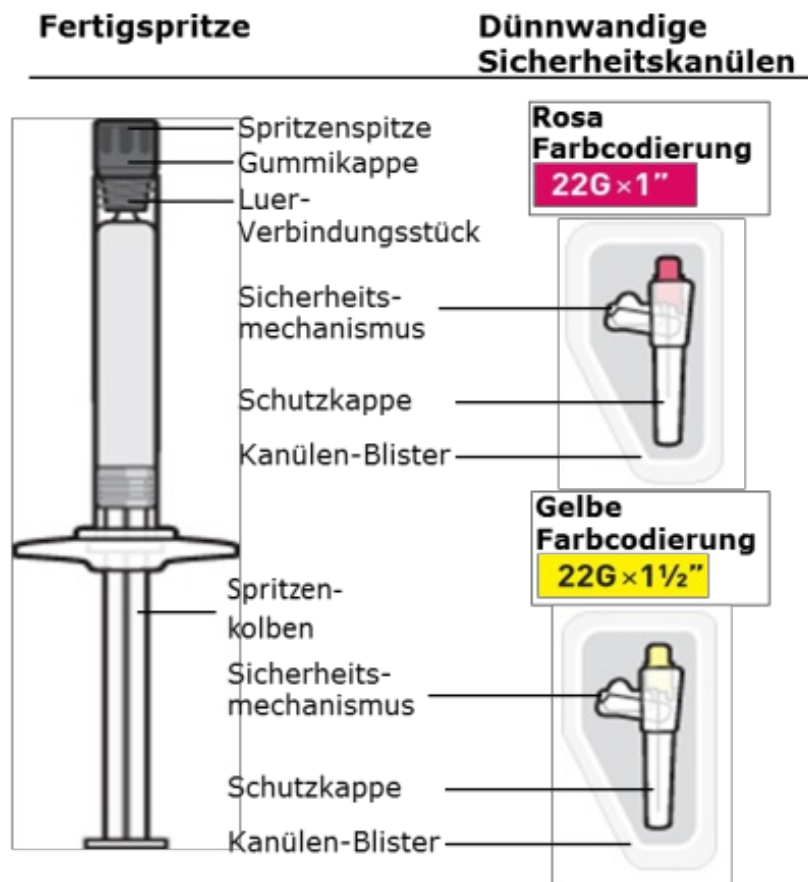 Fertigspritze
Dünnwandige
Sicherheitskanülen
Spritzenspitze
Gummikappe
Luer-
Verbindungsstück
Spritzen-
kolben
Rosa
Farbcodierung
22G×1”
Sicherheits-
mechanismus
Schutzkappe
Kanülen-Blister
Gelbe
Farbcodierung
22G×1½”
Sicherheits-
mechanismus
Schutzkappe
Kanülen-Blister